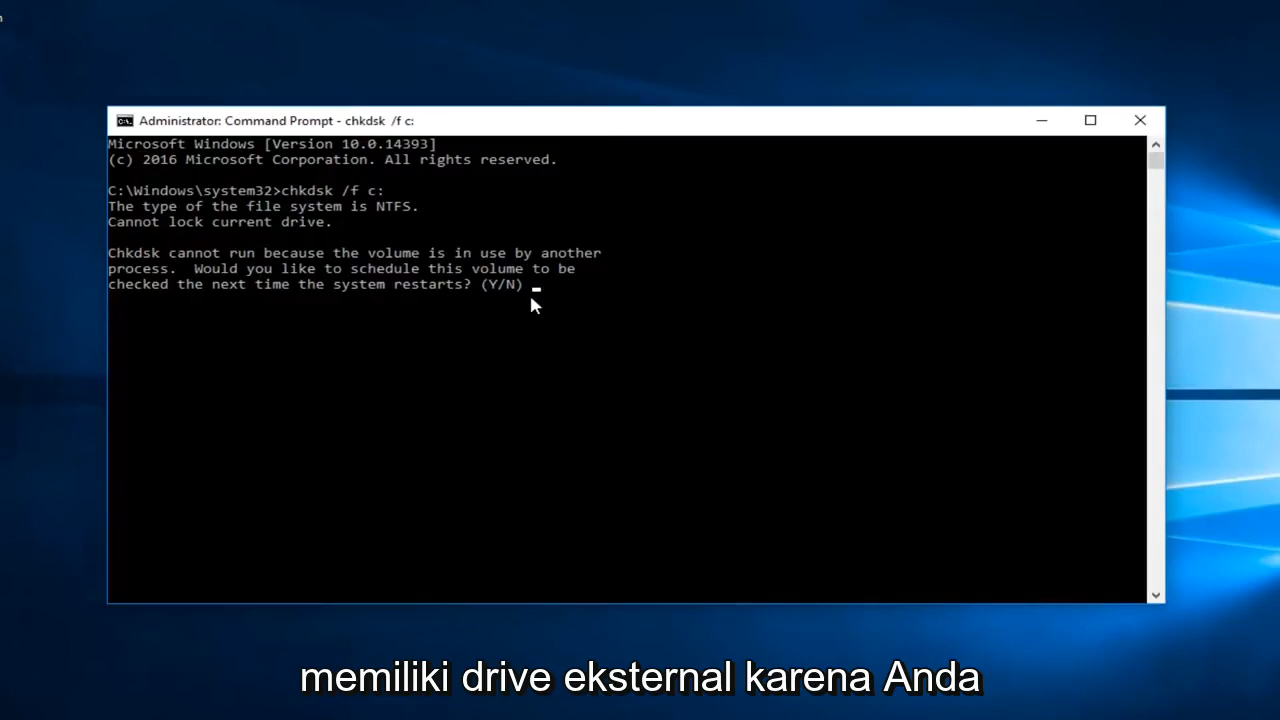 Administrator: Command Prompt - chkdsk /f c:
Microsoft Windows [Version 10.0.14393]
(c) 2016 Microsoft Corporation. All rights reserved.
C:\Windows\system32>chkdsk /f c:
The type of the file system is NTFS.
Cannot lock current drive.
Chkdsk cannot run because the volume is in use by another
process.  Would you like to schedule this volume to be
checked the next time the system restarts? (Y/N)
memiliki drive eksternal karena Anda